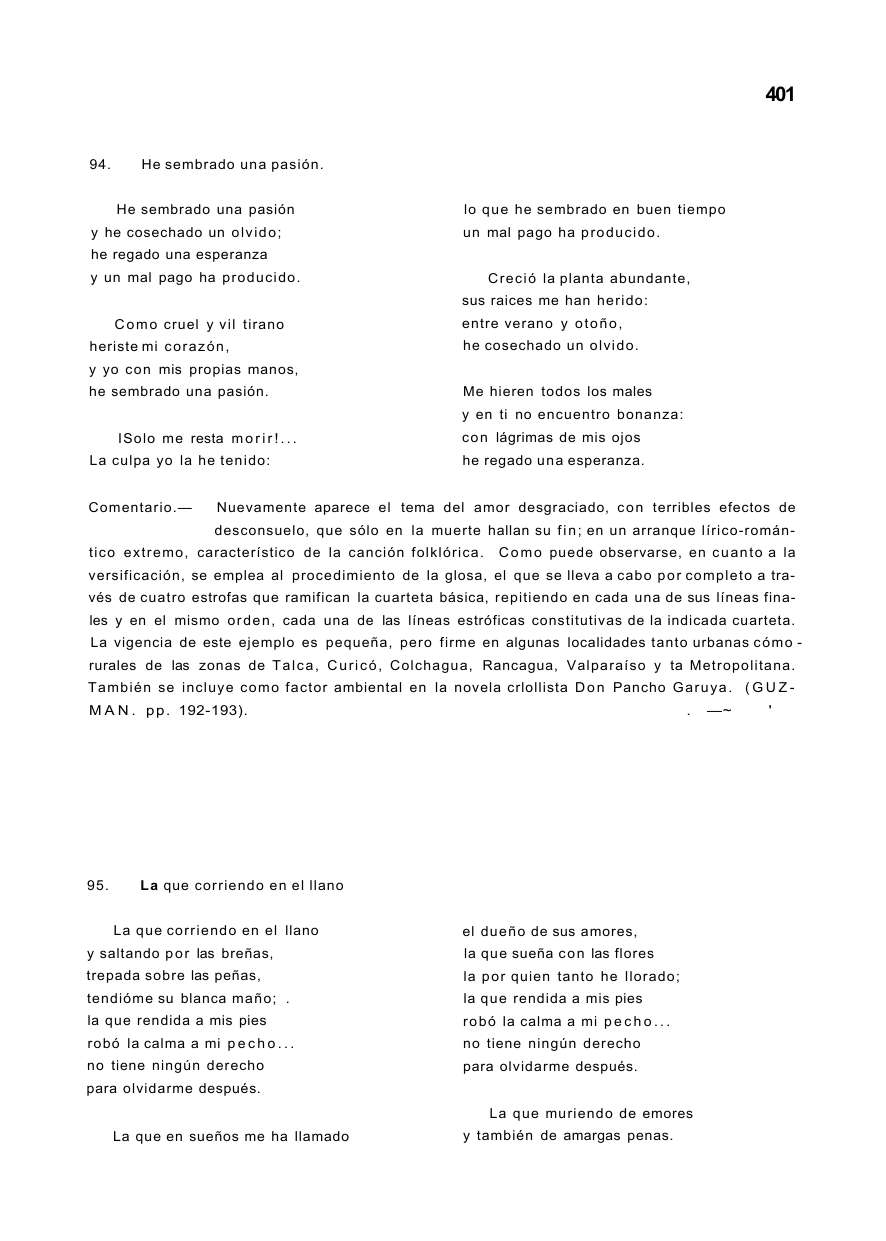 401
94. He sembrado una pasión.
He sembrado una pasión
y he cosechado un olvido;
he regado una esperanza
y un mal pago ha producido.
Como cruel y vil tirano
heriste mi corazón,
y yo con mis propias manos,
he sembrado una pasión.
ISolo me resta morir!...
La culpa yo la he tenido:
lo que he sembrado en buen tiempo
un mal pago ha producido.
Creció la planta abundante,
sus raices me han herido:
entre verano y otoño,
he cosechado un olvido.
Me hieren todos los males
y en ti no encuentro bonanza:
con lágrimas de mis ojos
he regado una esperanza.
Comentario.— Nuevamente aparece el tema del amor desgraciado, con terribles efectos de
desconsuelo, que sólo en la muerte hallan su fin; en un arranque lírico-román-
tico extremo, característico de la canción folklórica. Como puede observarse, en cuanto a la
versificación, se emplea al procedimiento de la glosa, el que se lleva a cabo por completo a tra-
vés de cuatro estrofas que ramifican la cuarteta básica, repitiendo en cada una de sus líneas fina-
les y en el mismo orden, cada una de las líneas estróficas constitutivas de la indicada cuarteta.
La vigencia de este ejemplo es pequeña, pero firme en algunas localidades tanto urbanas cómo -
rurales de las zonas de Talca, Curicó, Colchagua, Rancagua, Valparaíso y ta Metropolitana.
También se incluye como factor ambiental en la novela crlollista Don Pancho Garuya. (GUZ-
MAN. pp. 192-193). . —~ '
95. La que corriendo en el llano
La que corriendo en el llano
y saltando por las breñas,
trepada sobre las peñas,
tendióme su blanca maño; .
la que rendida a mis pies
robó la calma a mi pecho...
no tiene ningún derecho
para olvidarme después.
La que en sueños me ha llamado
el dueño de sus amores,
la que sueña con las flores
la por quien tanto he llorado;
la que rendida a mis pies
robó la calma a mi pecho...
no tiene ningún derecho
para olvidarme después.
La que muriendo de emores
y también de amargas penas.